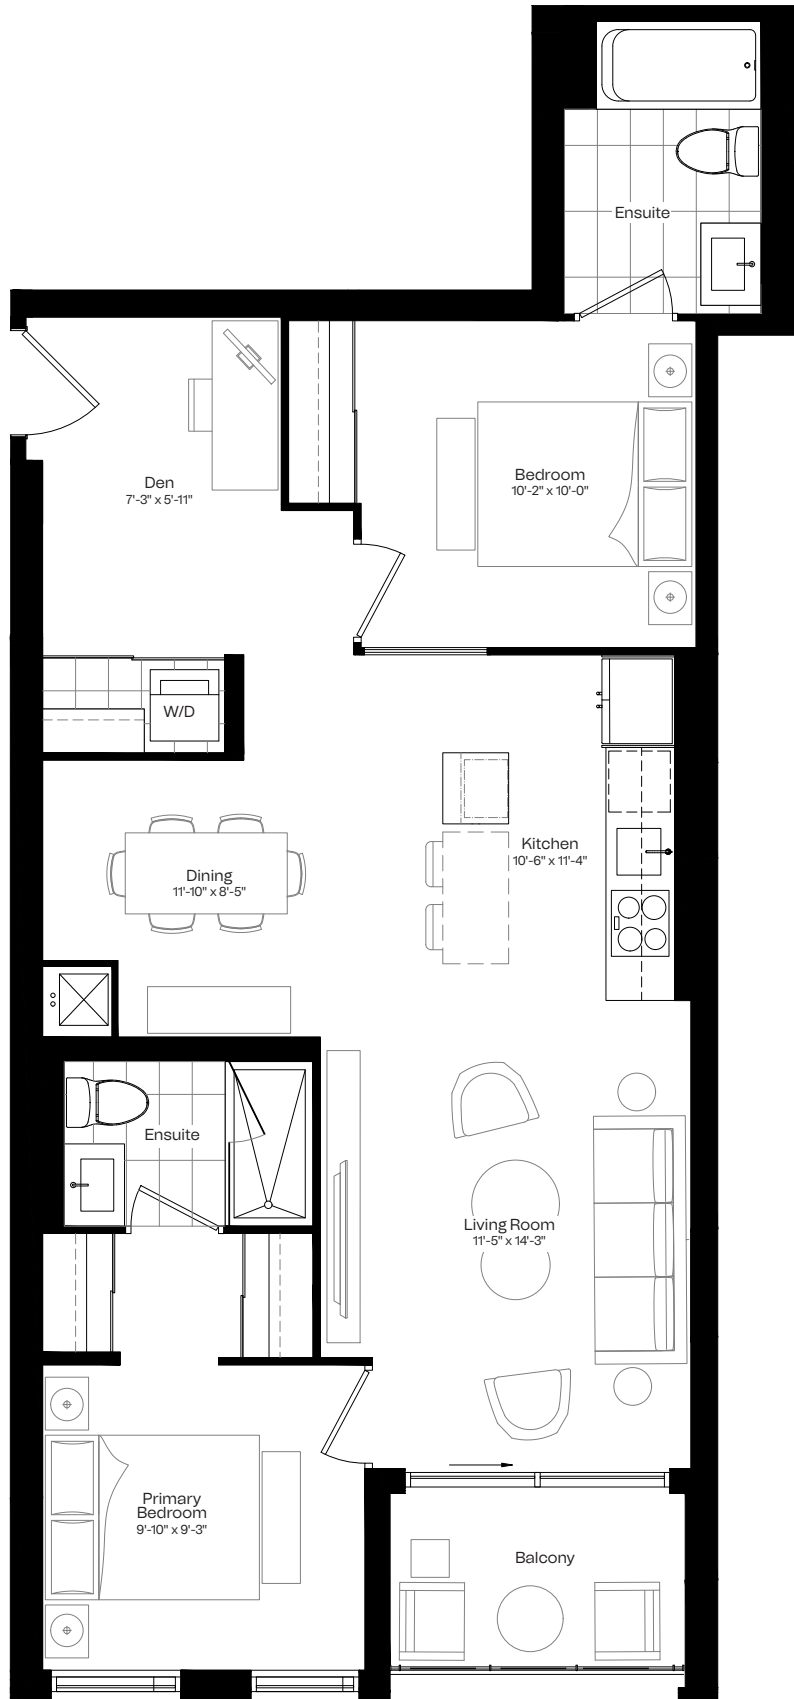 Ensuite
Den
7'-3" x 5'-11"
Bedroom
10'-2" x 10'-0"
W/D
Kitchen
10'-6" x 11'-4"
Dining
11'-10" x 8'-5"
Ensuite
Living Room
11'-5" x 14'-3"
Primary
Bedroom
9'-10" x 9'-3"
Balcony